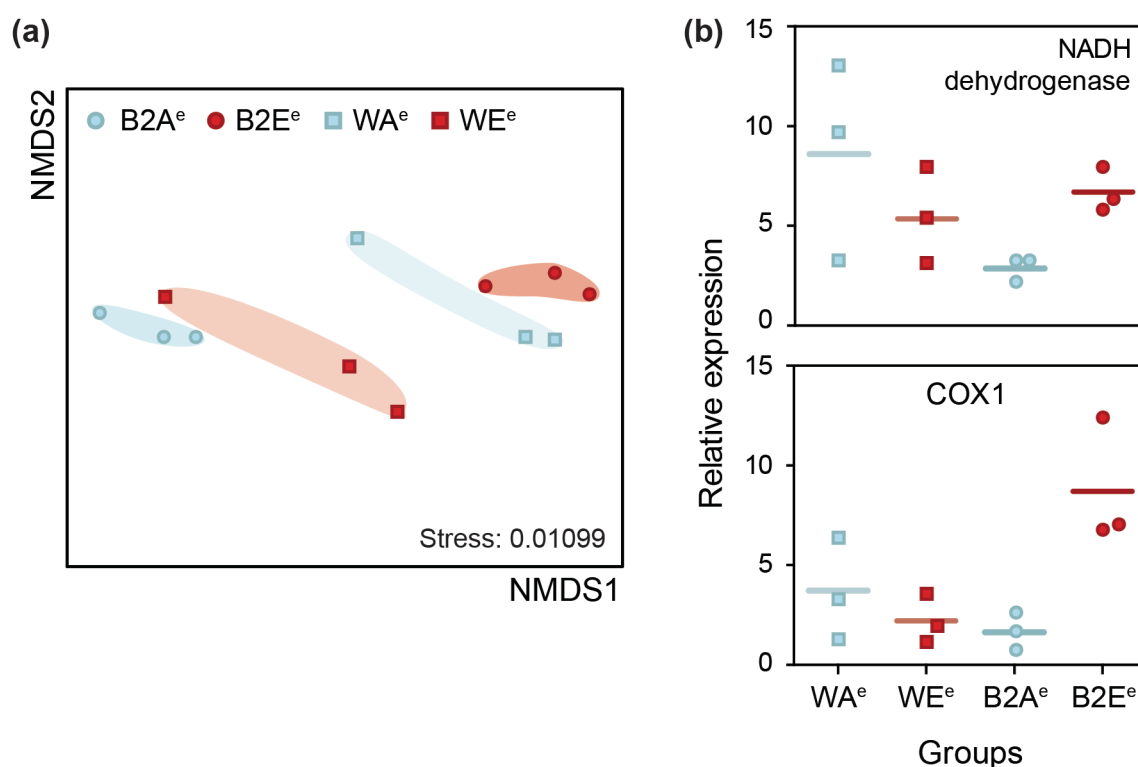 (a)
NMDS2
B2Aᵉ B2Eᵉ WAᵉ WEᵉ
Stress: 0.01099
NMDS1
(b)
Relative expression
15
10
5
0
NADH
dehydrogenase
15
10
5
0
COX1
WAᵉ WEᵉ B2Aᵉ B2Eᵉ
Groups